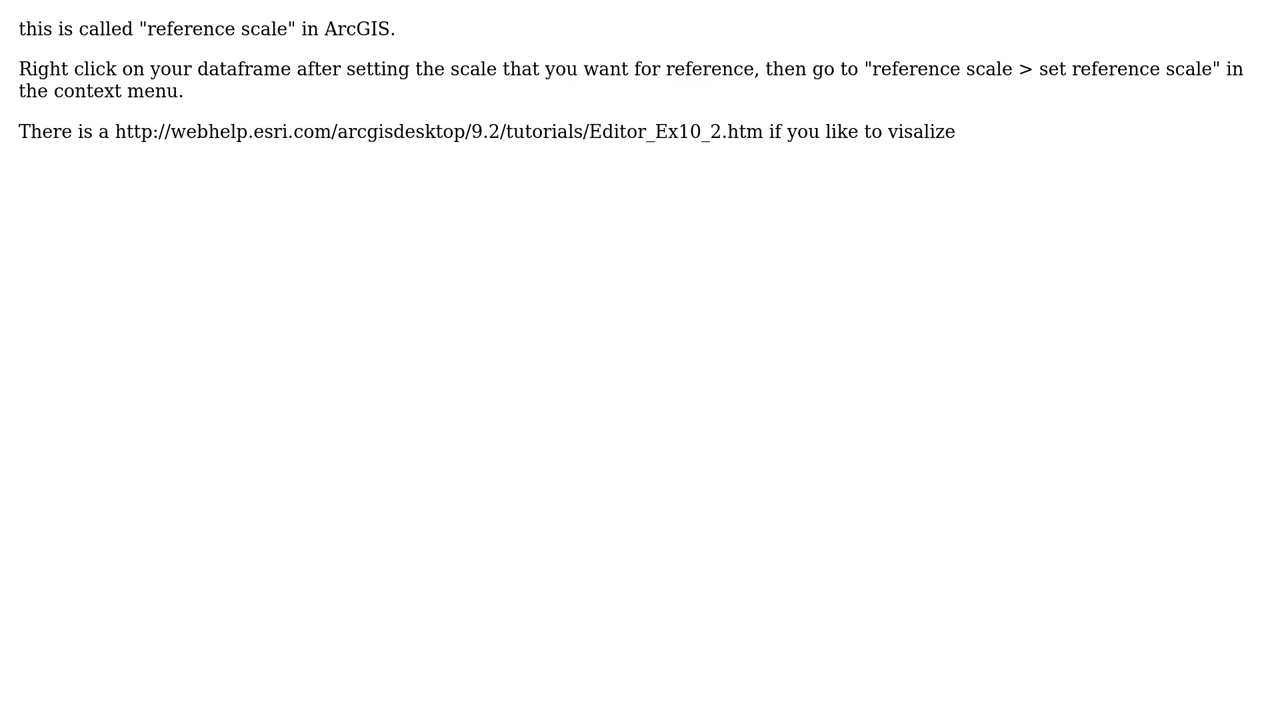 this is called "reference scale" in ArcGIS.
Right click on your dataframe after setting the scale that you want for reference, then go to "reference scale > set reference scale" in
the context menu.
There is a http://webhelp.esri.com/arcgisdesktop/9.2/tutorials/Editor_Ex10_2.htm if you like to visalize